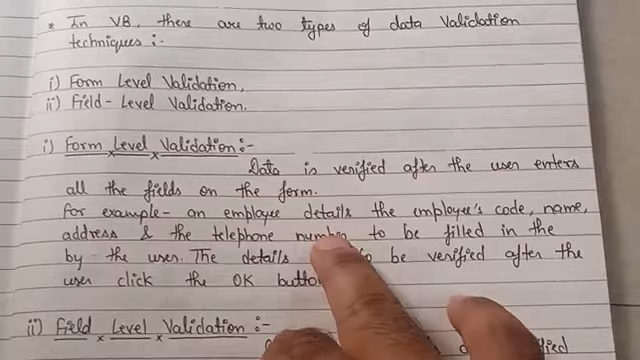 * In VB, there are two types of data validation
techniques :-
i) Form Level Validation,
ii) Field - Level Validation.
i) Form Level Validation :-
Data is verified after the user enters
all the fields on the form.
For example - an employee details the employee's code, name,
address & the telephone number to be filled in the
by the user. The details to be verified after the
user click the OK button
ii) Field Level Validation :-